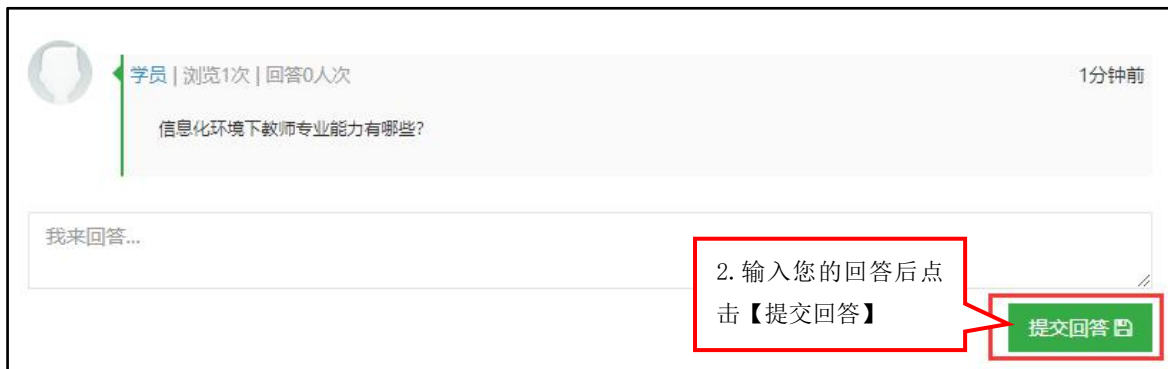 学员 | 浏览1次 | 回答0人次
1分钟前
信息化环境下教师专业能力有哪些?
我来回答...
2.输入您的回答后点
击【提交回答】
提交回答